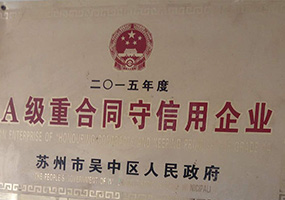 二〇一五年度
A级重合同守信用企业
苏州市吴中区人民政府